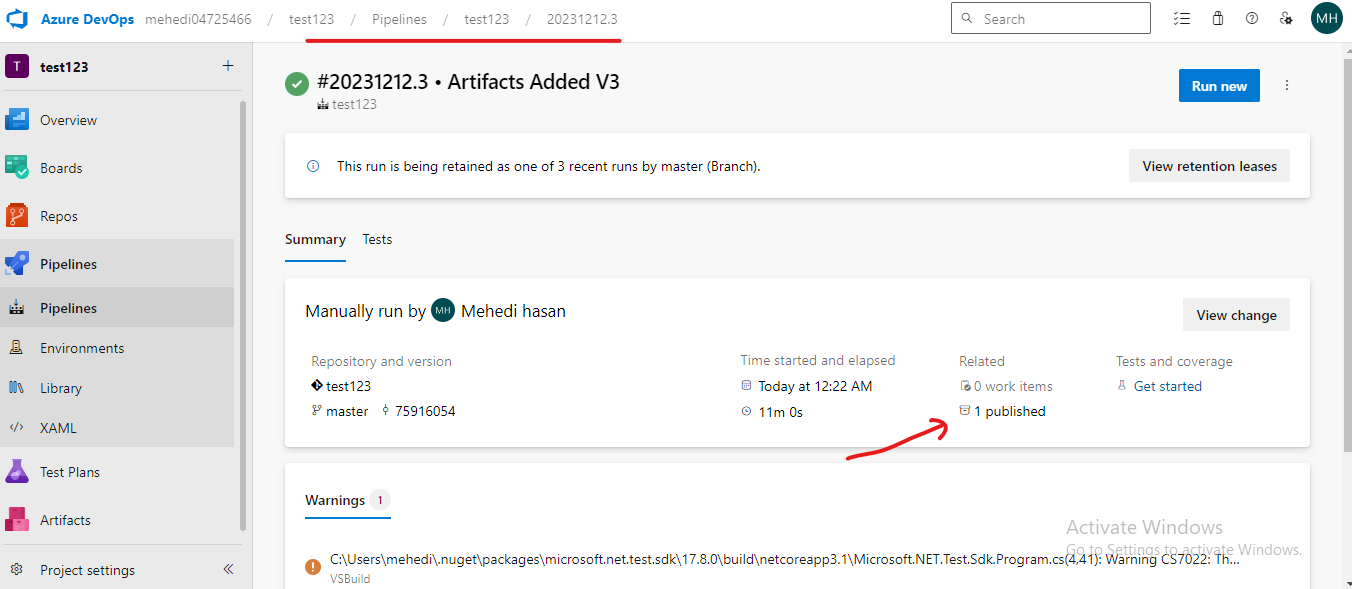 Azure DevOps mehedi04725466 / test123 / Pipelines / test123 / 20231212.3 Search MH
T test123 +
Overview
Boards
Repos
Pipelines
Pipelines
Environments
Library
XAML
Test Plans
Artifacts
Project settings
#20231212.3 • Artifacts Added V3
test123
Run new
This run is being retained as one of 3 recent runs by master (Branch).
View retention leases
Summary Tests
Manually run by MH Mehedi hasan
View change
Repository and version
test123
master 75916054
Time started and elapsed
Today at 12:22 AM
11m 0s
Related
0 work items
1 published
Tests and coverage
Get started
Warnings 1
C:\Users\mehedi\.nuget\packages\microsoft.net.test.sdk\17.8.0\build\netcoreapp3.1\Microsoft.NET.Test.Sdk.Program.cs(4,41): Warning CS7022: Th...
VSBuild
Activate Windows
Go to Settings to activate Windows.